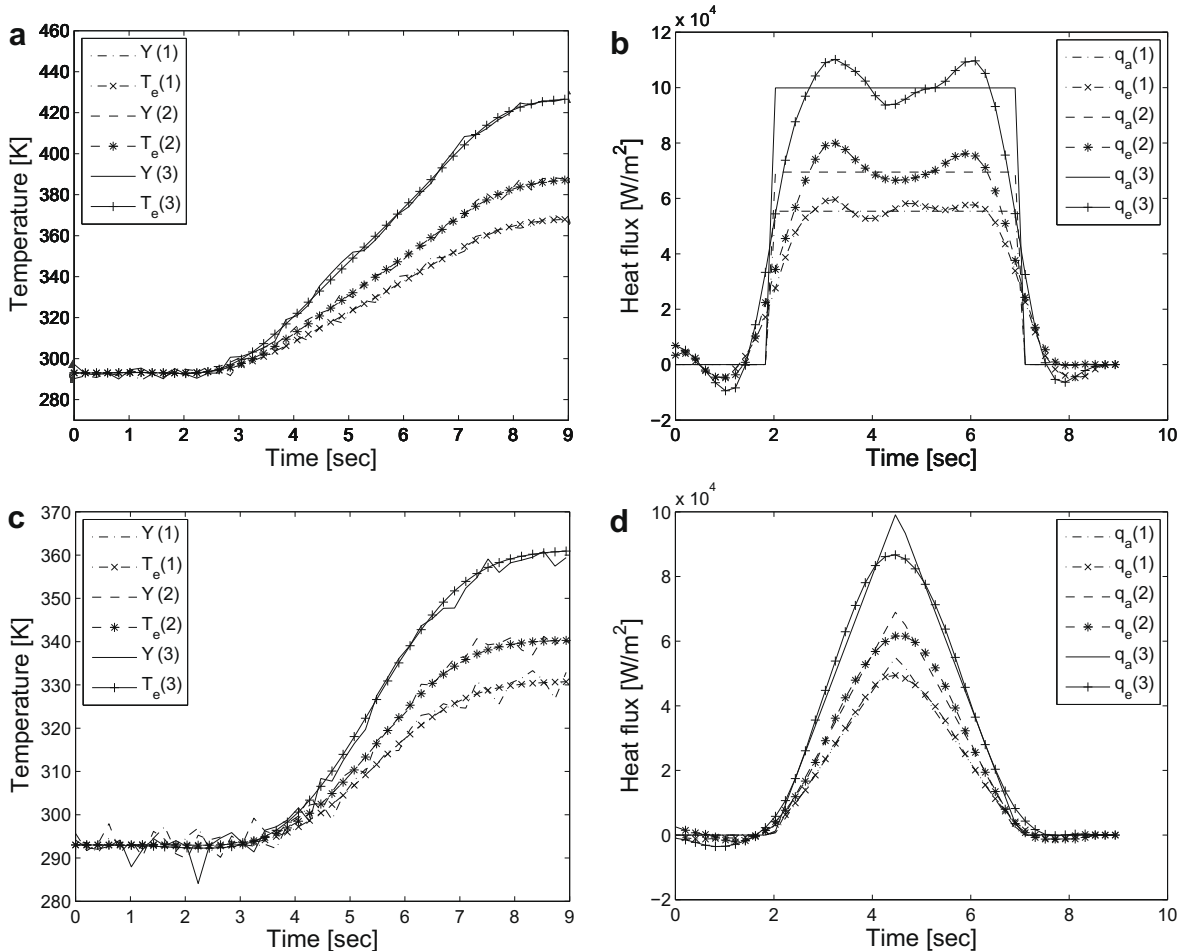 a
460
440
420
400
380
360
340
320
300
280
0 1 2 3 4 5 6 7 8 9
Temperature [K]
Time [sec]
Y (1)
T_e(1)
Y (2)
T_e(2)
Y (3)
T_e(3)
b
x 10^4
12
10
8
6
4
2
0
−2
0 2 4 6 8 10
Heat flux [W/m²]
Time [sec]
q_a(1)
q_e(1)
q_a(2)
q_e(2)
q_a(3)
q_e(3)
c
370
360
350
340
330
320
310
300
290
280
0 1 2 3 4 5 6 7 8 9
Temperature [K]
Time [sec]
Y (1)
T_e(1)
Y (2)
T_e(2)
Y (3)
T_e(3)
d
x 10^4
10
8
6
4
2
0
−2
0 2 4 6 8 10
Heat flux [W/m²]
Time [sec]
q_a(1)
q_e(1)
q_a(2)
q_e(2)
q_a(3)
q_e(3)